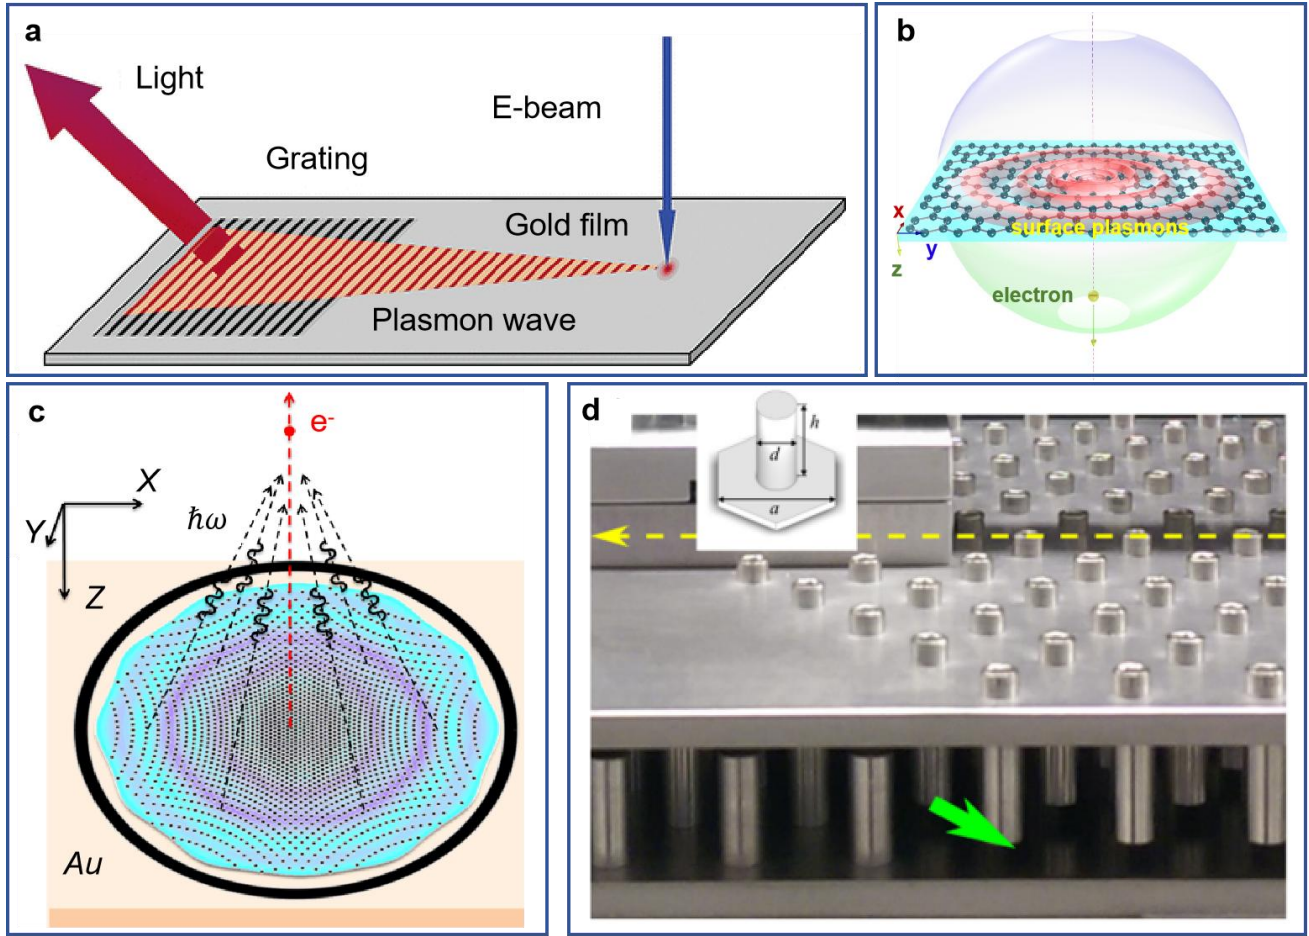 a
Light
E-beam
Grating
Gold film
Plasmon wave
b
x
surface plasmons
y
z
electron
c
e-
X
ħω
Y
Z
Au
d
h
d
a